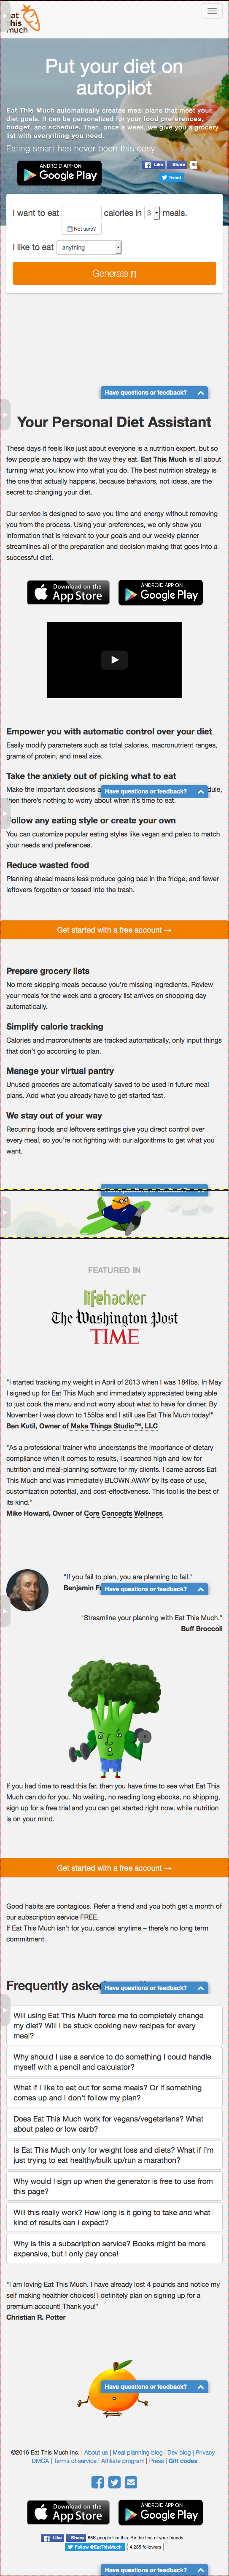 eat
this
much
Put your diet on
autopilot
Eat This Much automatically creates meal plans that meet your
diet goals. It can be personalized for your food preferences,
budget, and schedule. Then, once a week, we give you a grocery
list with everything you need.
Eating smart has never been this easy.
ANDROID APP ON
Google Play
Like Share
Tweet
I want to eat calories in 3 meals.
Not sure?
I like to eat anything
Generate
Have questions or feedback?
Your Personal Diet Assistant
These days it feels like just about everyone is a nutrition expert, but so
few people are happy with the way they eat. Eat This Much is all about
turning what you know into what you do. The best nutrition strategy is
the one that actually happens, because behaviors, not ideas, are the
secret to changing your diet.
Our service is designed to save you time and energy without removing
you from the process. Using your preferences, we only show you
information that is relevant to your goals and our weekly planner
streamlines all of the preparation and decision making that goes into a
successful diet.
Download on the
App Store
ANDROID APP ON
Google Play
Empower you with automatic control over your diet
Easily modify parameters such as total calories, macronutrient ranges,
grams of protein, and meal size.
Take the anxiety out of picking what to eat
Make the important decisions
Have questions or feedback?
then there's nothing to worry about when it's time to eat.
Follow any eating style or create your own
You can customize popular eating styles like vegan and paleo to match
your needs and preferences.
Reduce wasted food
Planning ahead means less produce going bad in the fridge, and fewer
leftovers forgotten or tossed into the trash.
Get started with a free account →
Prepare grocery lists
No more skipping meals because you're missing ingredients. Review
your meals for the week and a grocery list arrives on shopping day
automatically.
Simplify calorie tracking
Calories and macronutrients are tracked automatically, only input things
that don't go according to plan.
Manage your virtual pantry
Unused groceries are automatically slated to be used in future meal
plans. Add what you already have to get started fast.
We stay out of your way
Recurring foods and leftovers settings give you direct control over
every meal, so you're not fighting our algorithms to get what you
want.
FEATURED IN
lifehacker
The Washington Post
TIME
"I started tracking my weight in April of 2013 when I was 184lbs. In May
I signed up for Eat This Much and immediately appreciated being able
to just cook the menu and not worry about what to have for dinner. By
November I was down to 155lbs and I still use Eat This Much today!"
Ben Kutil, Owner of Make Things Studio™, LLC
"As a professional trainer who understands the importance of dietary
compliance when it comes to results, I searched high and low for
nutrition and meal-planning software for my clients. I came across Eat
This Much and was immediately BLOWN AWAY by its ease of use,
customization potential, and cost-effectiveness. This tool is the best of
its kind."
Mike Howard, Owner of Core Concepts Wellness
"If you fail to plan, you are planning to fail."
Benjamin
Have questions or feedback?
"Streamline your planning with Eat This Much."
Buff Broccoli
If you had time to read this far, then you have to see what Eat This
Much can do for you. No waiting, no reading long ebooks, no shipping,
sign up for a free trial and you can get started right now, while nutrition
is on your mind.
Get started with a free account →
Good habits are contagious. Refer a friend and you both get a month of
our subscription service FREE.
If Eat This Much isn't for you, cancel anytime – there's no long term
commitment.
Frequently
Have questions or feedback?
Will using Eat This Much force me to completely change
my diet? Will I be stuck cooking new recipes for every
meal?
Why should I use a service to do something I could handle
myself with a pencil and calculator?
What if I like to eat out for some meals? Or if something
comes up and I don't follow my plan?
Does Eat This Much work for vegans/vegetarians? What
about paleo or low carb?
Is Eat This Much only for weight loss and diets? What if I'm
just trying to eat healthy/bulk up/run a marathon?
Why would I sign up when the generator is free to use from
this page?
Will this really work? How long is it going to take and what
kind of results can I expect?
Why is this a subscription service? Books might be more
expensive, but I only pay once!
"I am loving Eat This Much. I have already lost 4 pounds and notice my
self making healthier choices! I definitely plan on signing up for a
premium account! Thank you!"
Christian R. Potter
Have questions or feedback?
©2016 Eat This Much Inc. | About us | Meal planning blog | Dev blog | Privacy |
DMCA | Terms of service | Affiliate program | Press | Gift codes
Download on the
App Store
ANDROID APP ON
Google Play
Like Share 65K people like this. Be the first of your friends.
Follow @EatThisMuch 4,285 followers
Have questions or feedback?